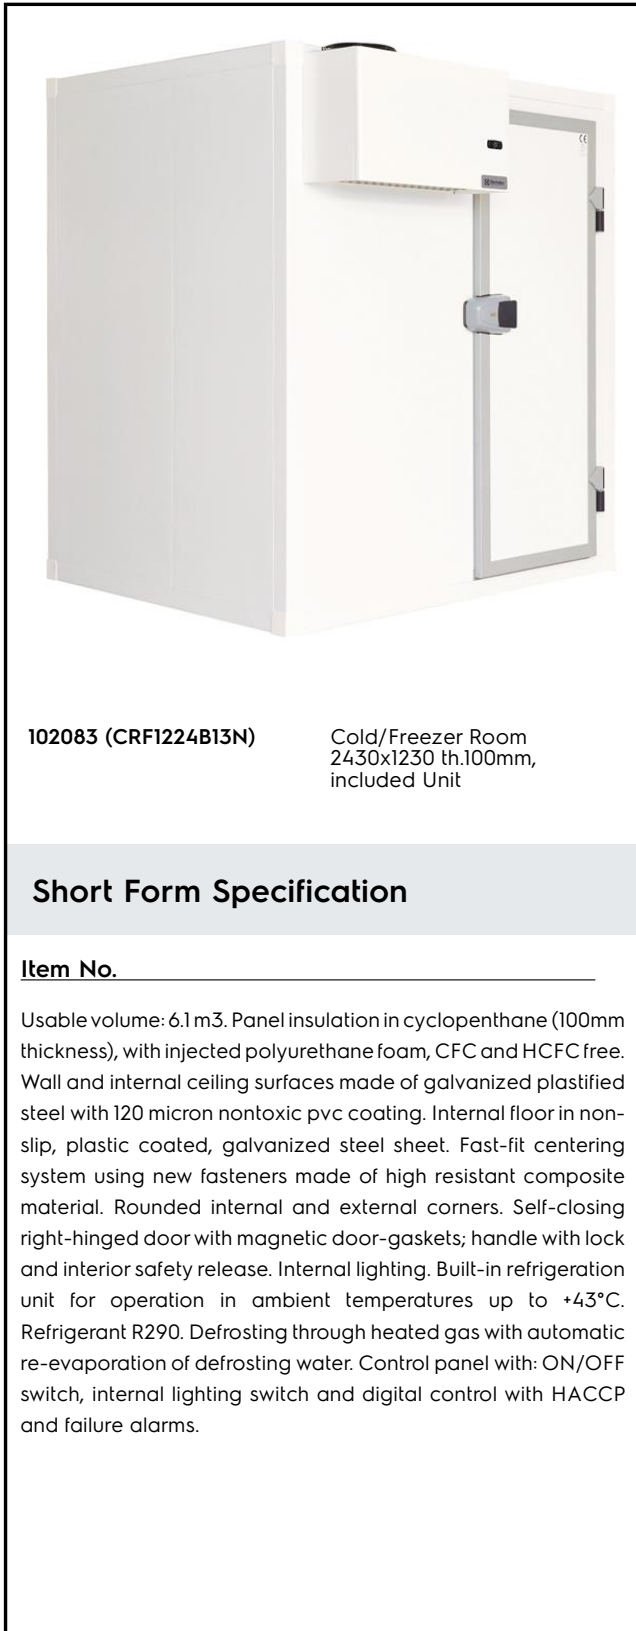 CE
Electrolux
102083 (CRF1224B13N)
Cold/Freezer Room
2430x1230 th.100mm,
included Unit
Short Form Specification
Item No.
Usable volume: 6.1 m3. Panel insulation in cyclopenthane (100mm
thickness), with injected polyurethane foam, CFC and HCFC free.
Wall and internal ceiling surfaces made of galvanized plastified
steel with 120 micron nontoxic pvc coating. Internal floor in non-
slip, plastic coated, galvanized steel sheet. Fast-fit centering
system using new fasteners made of high resistant composite
material. Rounded internal and external corners. Self-closing
right-hinged door with magnetic door-gaskets; handle with lock
and interior safety release. Internal lighting. Built-in refrigeration
unit for operation in ambient temperatures up to +43°C.
Refrigerant R290. Defrosting through heated gas with automatic
re-evaporation of defrosting water. Control panel with: ON/OFF
switch, internal lighting switch and digital control with HACCP
and failure alarms.